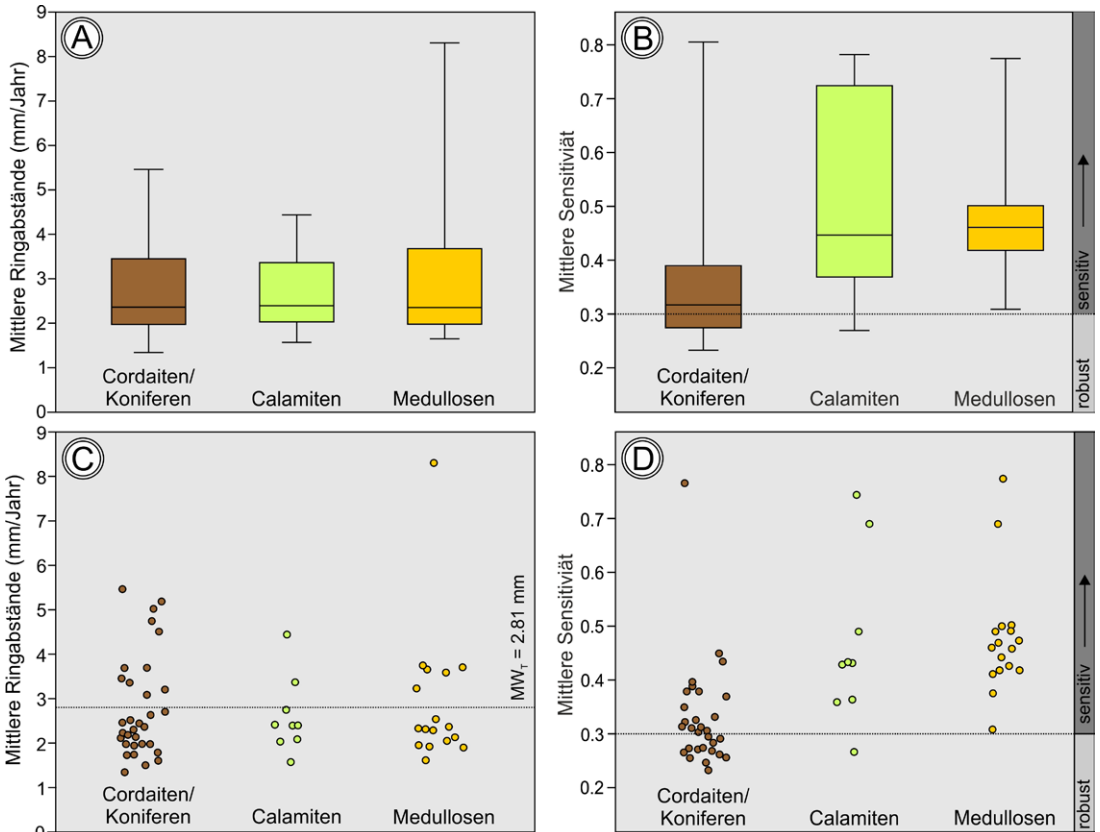 A
Mittlere Ringabstände (mm/Jahr)
9
8
7
6
5
4
3
2
1
0
Cordaiten/
Koniferen
Calamiten
Medullosen
B
Mittlere Sensitiviät
0.8
0.7
0.6
0.5
0.4
0.3
0.2
Cordaiten/
Koniferen
Calamiten
Medullosen
sensitiv
robust
C
Mittlere Ringabstände (mm/Jahr)
9
8
7
6
5
4
3
2
1
0
MWT = 2.81 mm
Cordaiten/
Koniferen
Calamiten
Medullosen
D
Mittlere Sensitiviät
0.8
0.7
0.6
0.5
0.4
0.3
0.2
Cordaiten/
Koniferen
Calamiten
Medullosen
sensitiv
robust